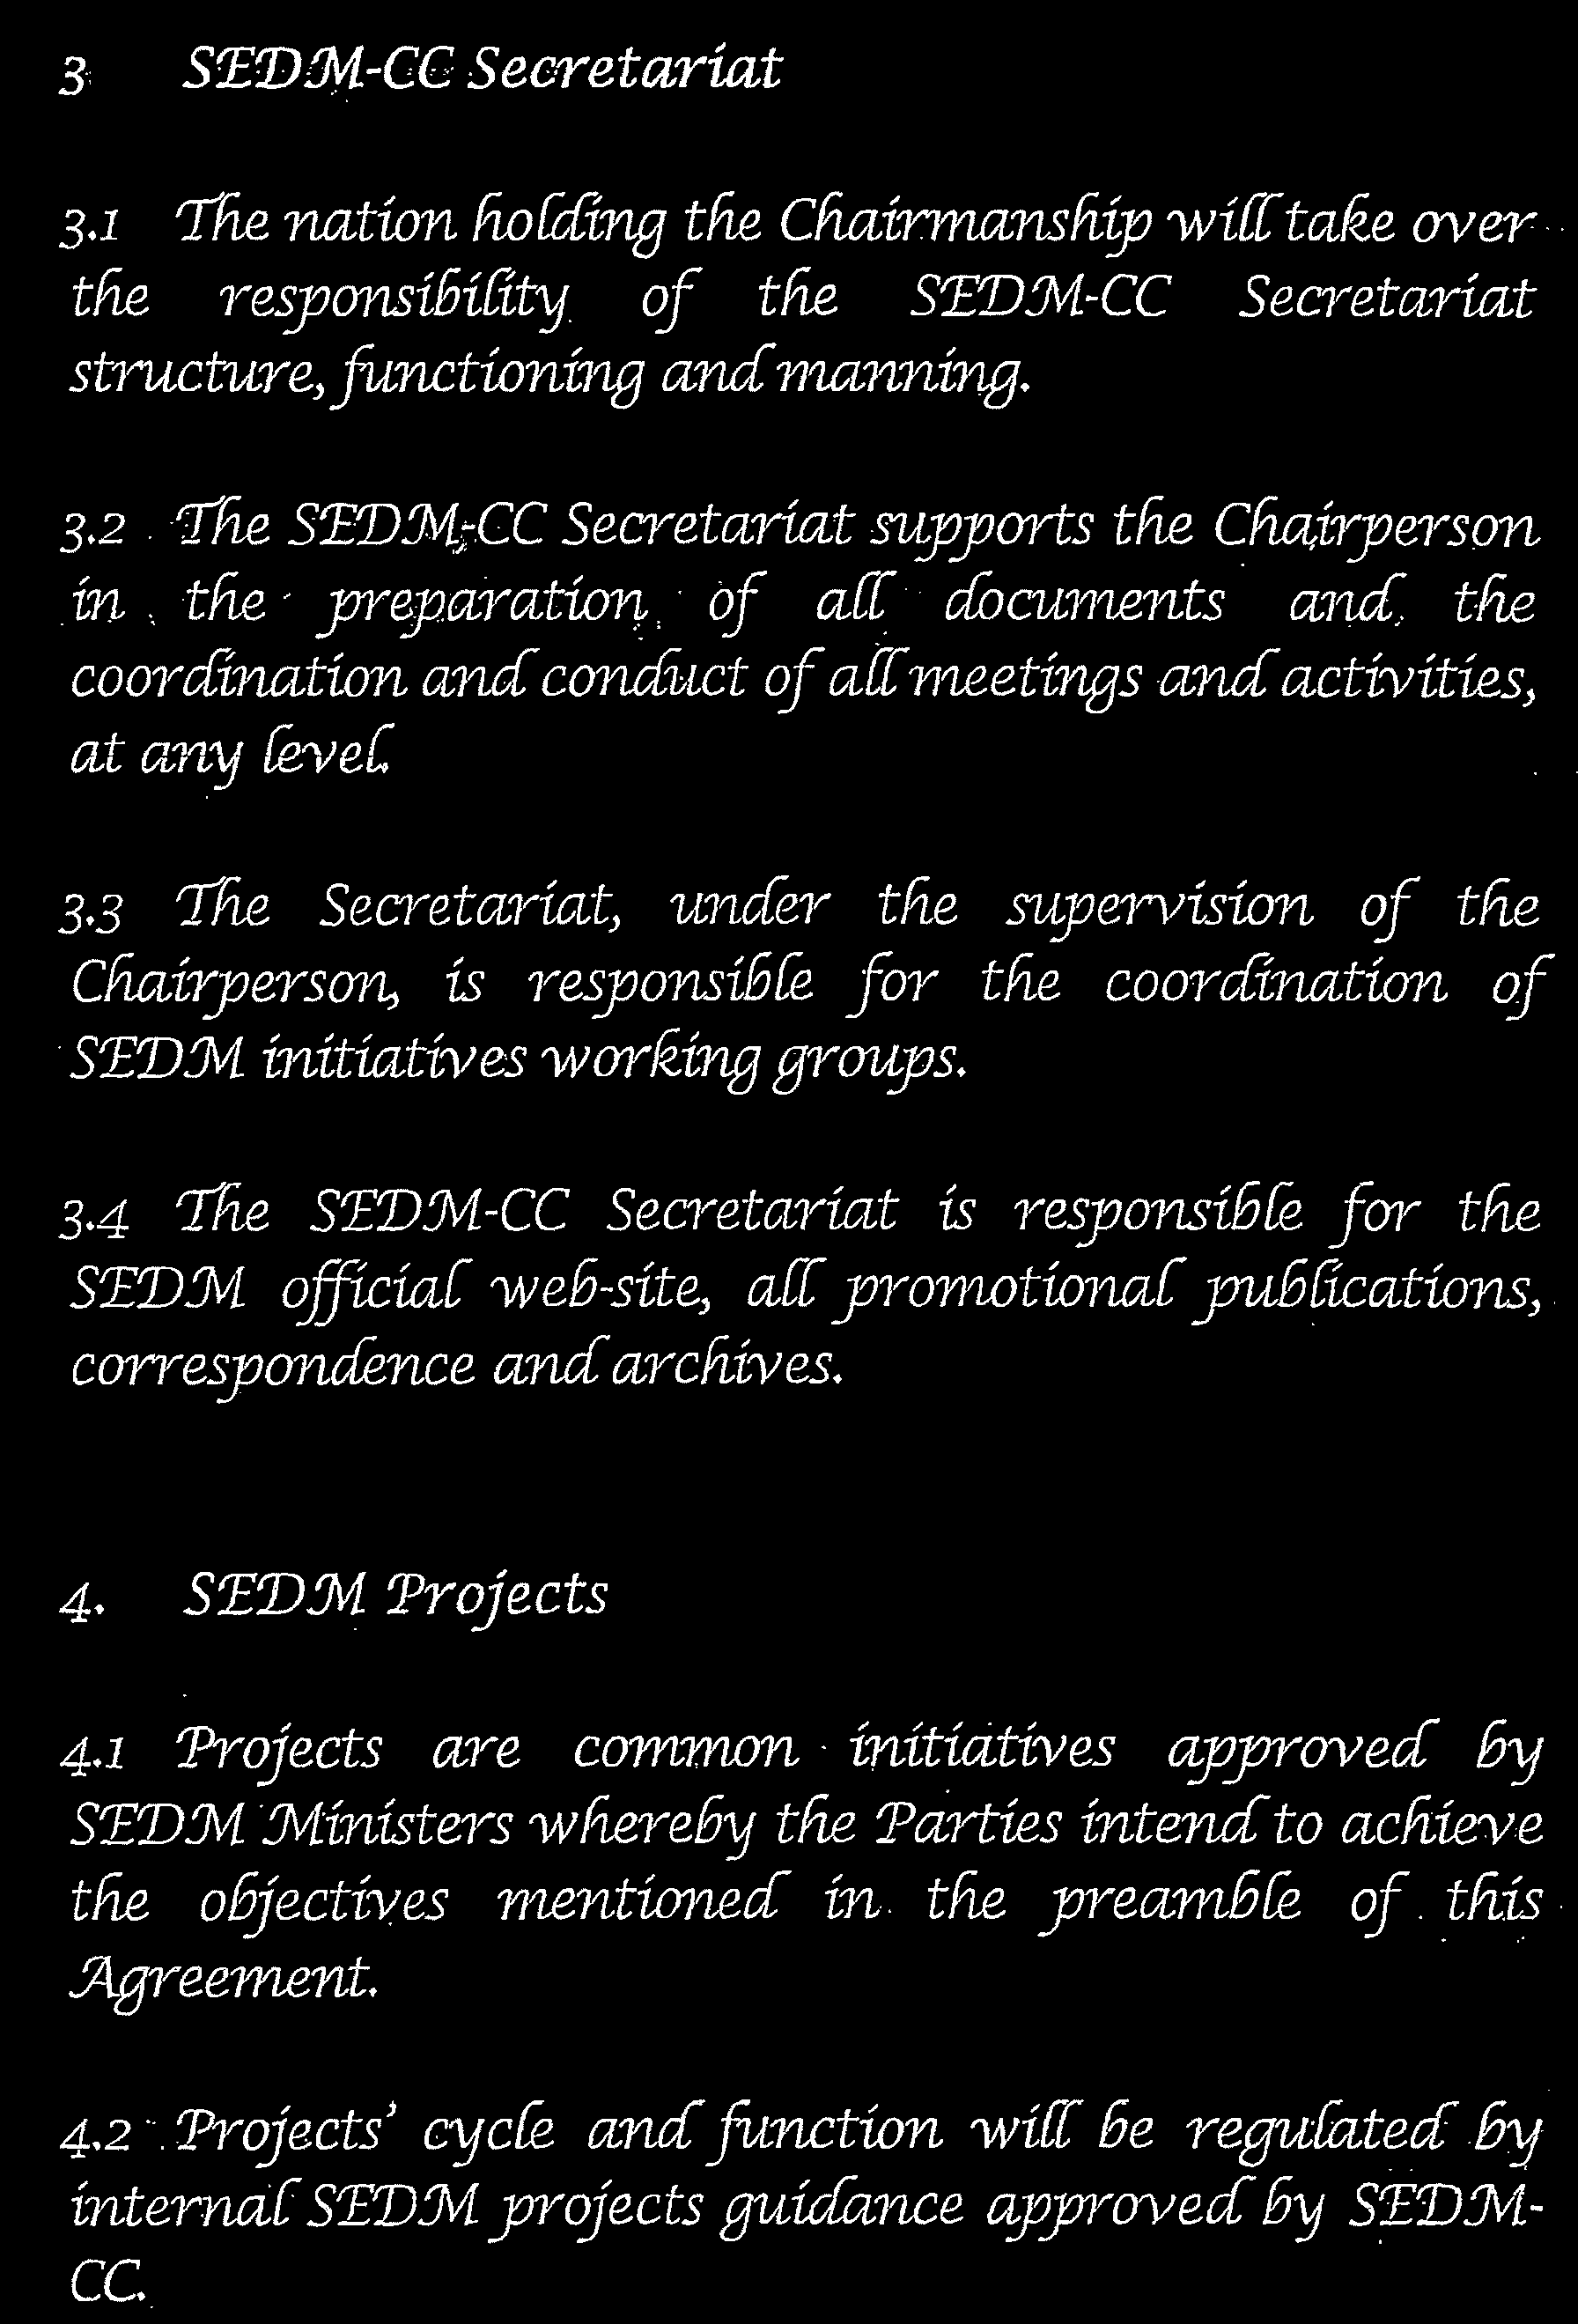 3 SEDM-CC Secretariat
3.1 The nation holding the Chairmanship will take over
the responsibility of the SEDM-CC Secretariat
structure, functioning and manning.
3.2 The SEDM-CC Secretariat supports the Chairperson
in the preparation of all documents and the
coordination and conduct of all meetings and activities,
at any level.
3.3 The Secretariat, under the supervision of the
Chairperson, is responsible for the coordination of
SEDM initiatives working groups.
3.4 The SEDM-CC Secretariat is responsible for the
SEDM official web-site, all promotional publications,
correspondence and archives.
4. SEDM Projects
4.1 Projects are common initiatives approved by
SEDM Ministers whereby the Parties intend to achieve
the objectives mentioned in the preamble of this
Agreement.
4.2 Projects' cycle and function will be regulated by
internal SEDM projects guidance approved by SEDM-
CC.